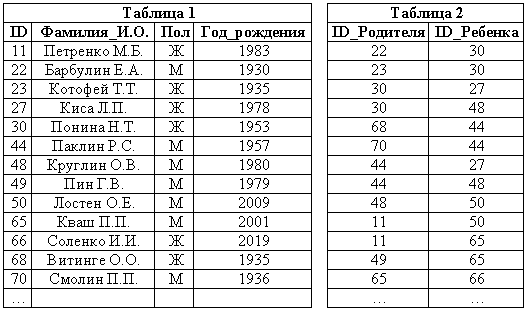 Таблица 1 Таблица 2
ID Фамилия_И.О. Пол Год_рождения ID_Родителя ID_Ребенка
11 Петренко М.Б. Ж 1983 22 30
22 Барбулин Е.А. М 1930 23 30
23 Котофей Т.Т. Ж 1935 30 27
27 Киса Л.П Ж 1978 30 48
30 Понина Н.Т. Ж 1953 68 44
44 Паклин Р.С. М 1957 70 44
48 Круглин О.В. М 1980 44 27
49 Пин Г.В. М 1979 44 48
50 Лостен О.Е. М 2009 48 50
65 Кваш П.П. М 2001 11 50
66 Соленко И.И. Ж 2019 11 65
68 Витинге О.О. Ж 1935 49 65
70 Смолин П.П. М 1936 65 66
... ... ...